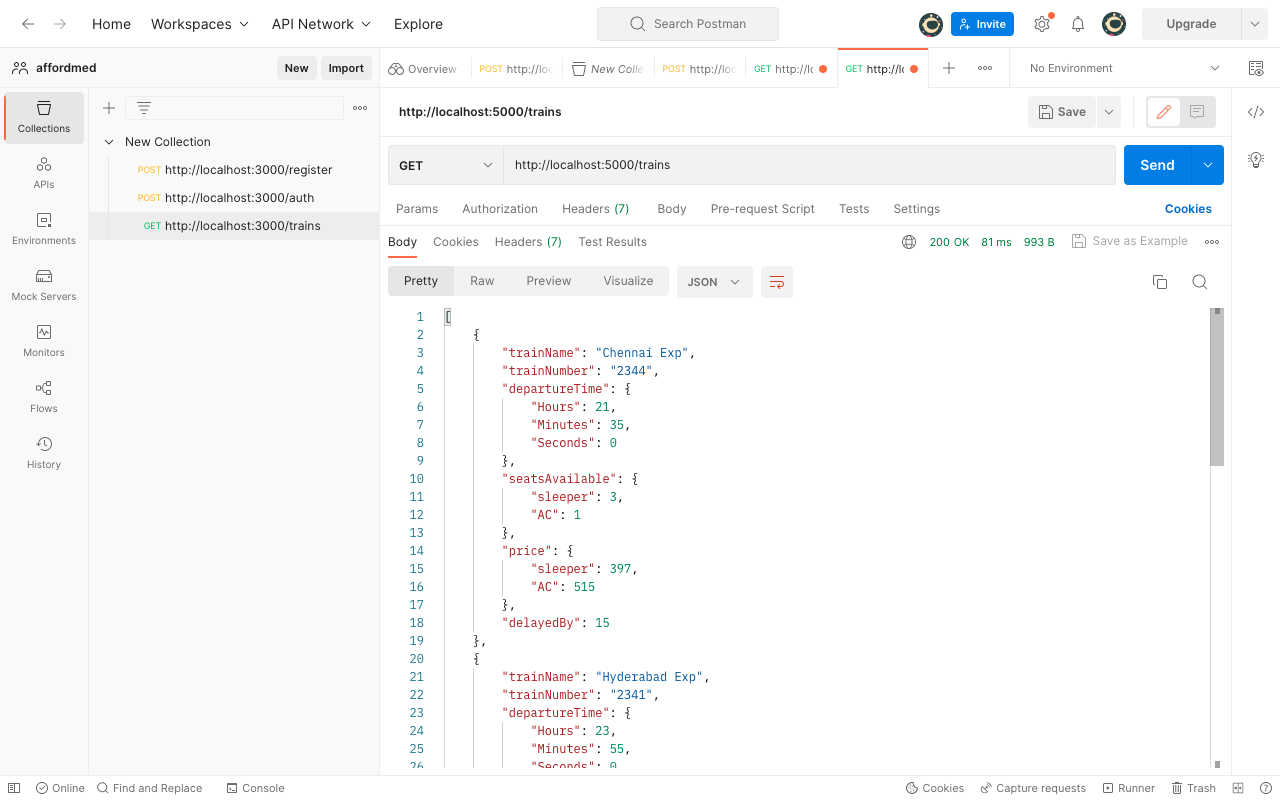 Home Workspaces API Network Explore Search Postman Invite Upgrade
affordmed New Import Overview POST http://loc New Colle POST http://loc GET http://lo GET http://lo No Environment
http://localhost:5000/trains Save
Collections
APIs
Environments
Mock Servers
Monitors
Flows
History
New Collection
POST http://localhost:3000/register
POST http://localhost:3000/auth
GET http://localhost:3000/trains
GET http://localhost:5000/trains Send
Params Authorization Headers (7) Body Pre-request Script Tests Settings Cookies
Body Cookies Headers (7) Test Results 200 OK 81 ms 993 B Save as Example
Pretty Raw Preview Visualize JSON
1 [
2 {
3 "trainName": "Chennai Exp",
4 "trainNumber": "2344",
5 "departureTime": {
6 "Hours": 21,
7 "Minutes": 35,
8 "Seconds": 0
9 },
10 "seatsAvailable": {
11 "sleeper": 3,
12 "AC": 1
13 },
14 "price": {
15 "sleeper": 397,
16 "AC": 515
17 },
18 "delayedBy": 15
19 },
20 {
21 "trainName": "Hyderabad Exp",
22 "trainNumber": "2341",
23 "departureTime": {
24 "Hours": 23,
25 "Minutes": 55,
26 "Seconds": 0
Online Find and Replace Console Cookies Capture requests Runner Trash